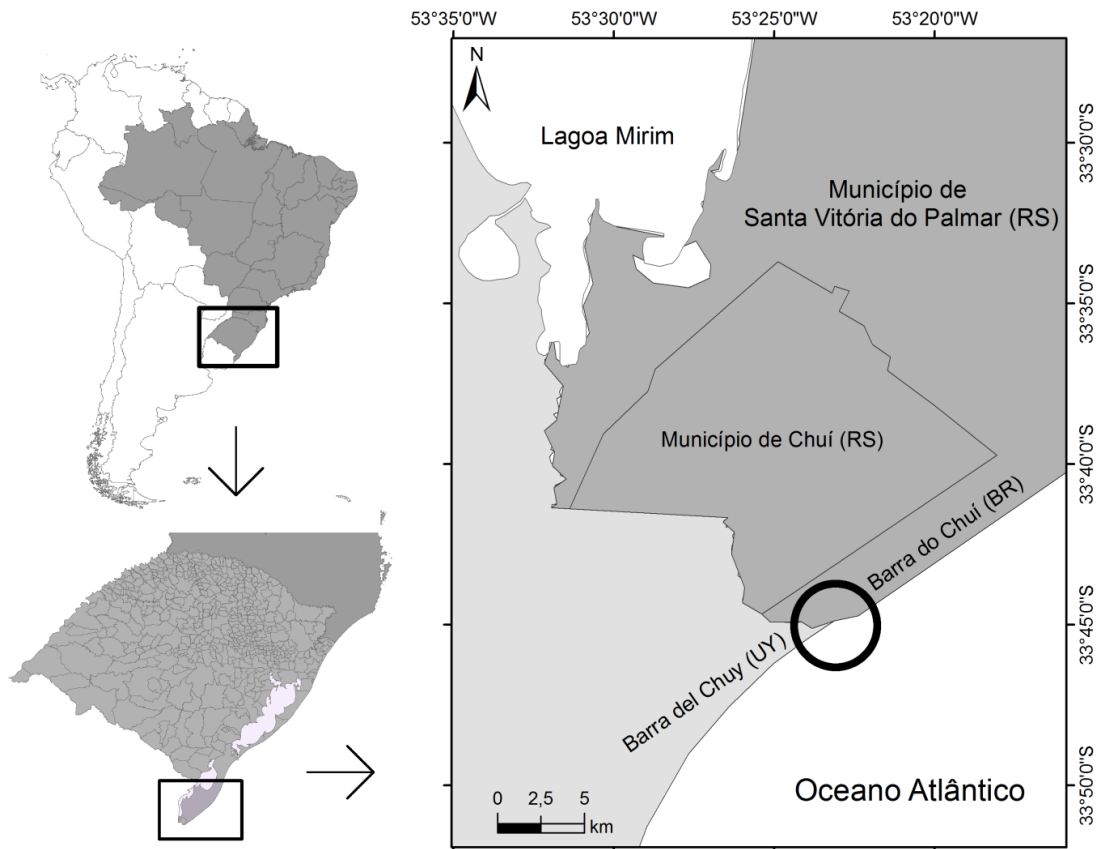 53°35'0"W
53°30'0"W
53°25'0"W
53°20'0"W
N
Lagoa Mirim
33°30'0"S
Município de
Santa Vitória do Palmar (RS)
33°35'0"S
Município de Chuí (RS)
33°40'0"S
Barra do Chuí (BR)
33°45'0"S
Barra del Chuy (UY)
Oceano Atlântico
33°50'0"S
0 2,5 5
km